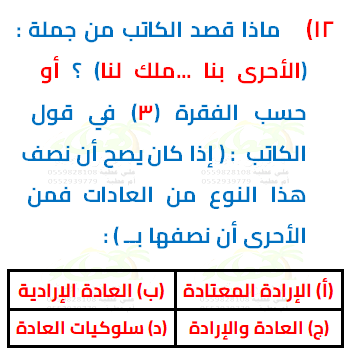 ١٢) ماذا قصد الكاتب من جملة :
(الأحرى بنا ...ملك لنا) ؟ أو
حسب الفقرة (٣) في قول
الكاتب : ( إذا كان يصح أن نصف
هذا النوع من العادات فمن
الأحرى أن نصفها بــ ) :
(أ) الإرادة المعتادة (ب) العادة الإرادية
(ج) العادة والإرادة (د) سلوكيات العادة